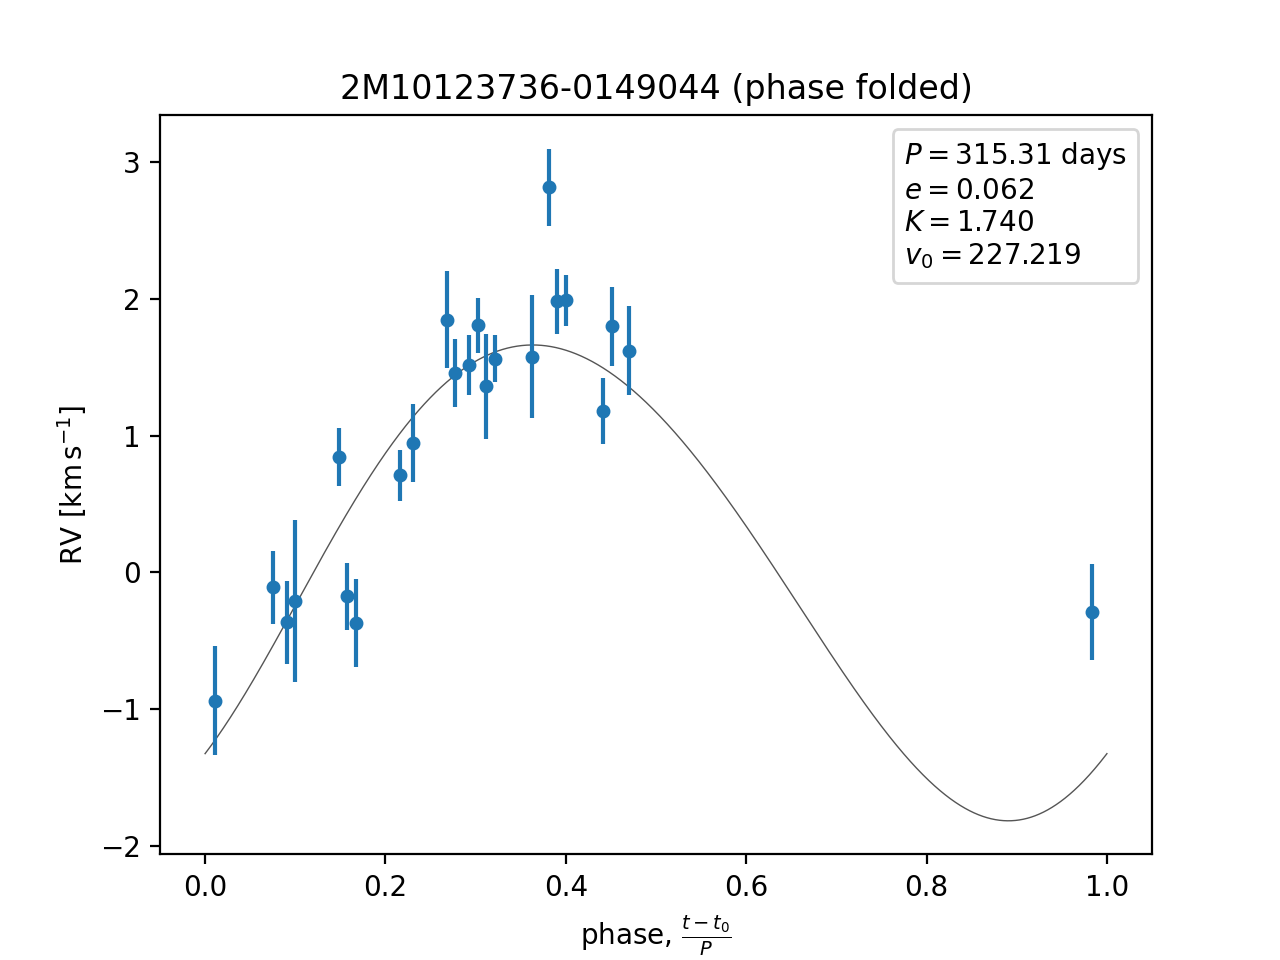 2M10123736-0149044 (phase folded)
P = 315.31 days
e = 0.062
K = 1.740
v₀ = 227.219
3
2
1
0
−1
−2
RV [km s⁻¹]
0.0 0.2 0.4 0.6 0.8 1.0
phase, (t − t₀)/P